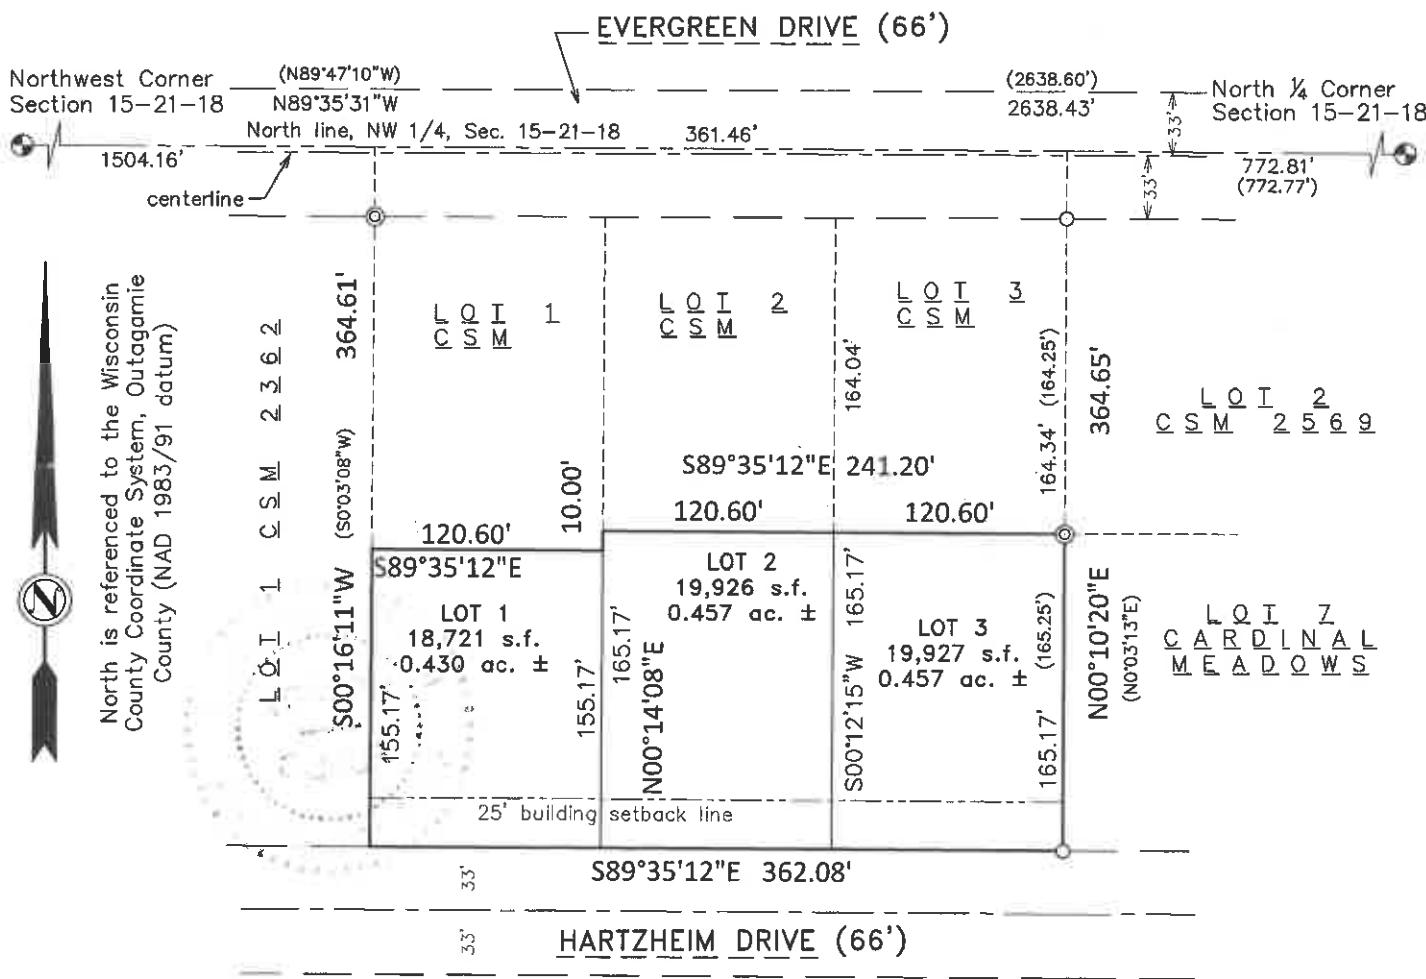 EVERGREEN DRIVE (66')
Northwest Corner
Section 15-21-18
(N89°47'10"W)
N89°35'31"W
North line, NW 1/4, Sec. 15-21-18
361.46'
(2638.60')
2638.43'
North ¼ Corner
Section 15-21-18
33'
1504.16'
centerline
33'
772.81'
(772.77')
North is referenced to the Wisconsin
County Coordinate System, Outagamie
County (NAD 1983/91 datum)
N
LOT 1 CSM 2362
364.61'
(S0°03'08"W)
S00°16'11"W
LOT 1
CSM
LOT 2
CSM
LOT 3
CSM
164.04'
164.34' (164.25')
364.65'
LOT 2
CSM 2569
S89°35'12"E 241.20'
10.00'
120.60'
120.60'
120.60'
S89°35'12"E
LOT 1
18,721 s.f.
0.430 ac. ±
155.17'
155.17'
165.17'
N00°14'08"E
LOT 2
19,926 s.f.
0.457 ac. ±
S00°12'15"W 165.17'
LOT 3
19,927 s.f.
0.457 ac. ±
165.17' (165.25')
N00°10'20"E
(N0°03'13"E)
LOT 7
CARDINAL
MEADOWS
25' building setback line
S89°35'12"E 362.08'
33'
33'
HARTZHEIM DRIVE (66')